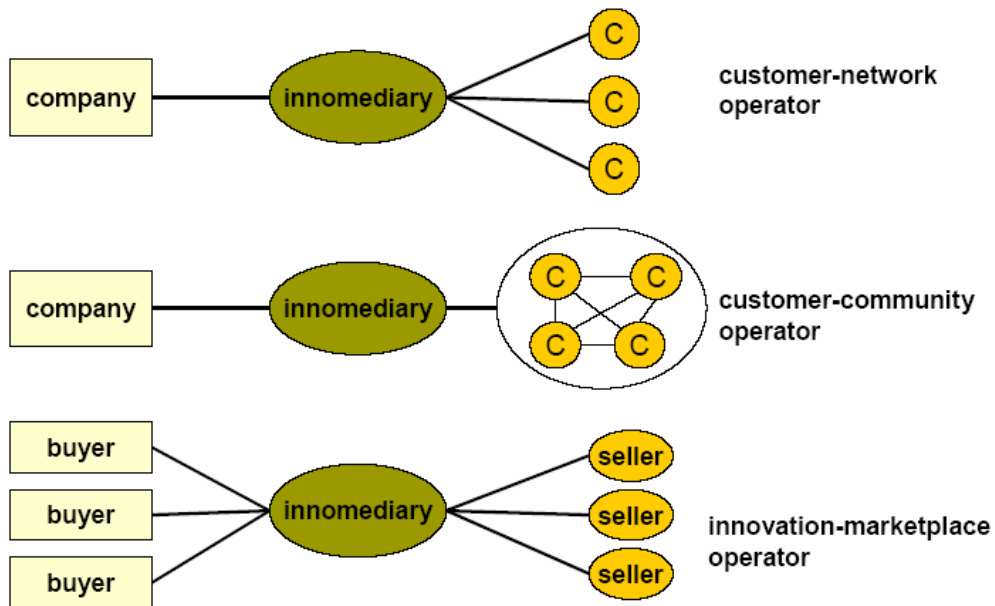 C
company
innomediary
C
customer-network
operator
C
C
C
company
innomediary
customer-community
operator
C
C
buyer
seller
buyer
innomediary
seller
innovation-marketplace
operator
buyer
seller